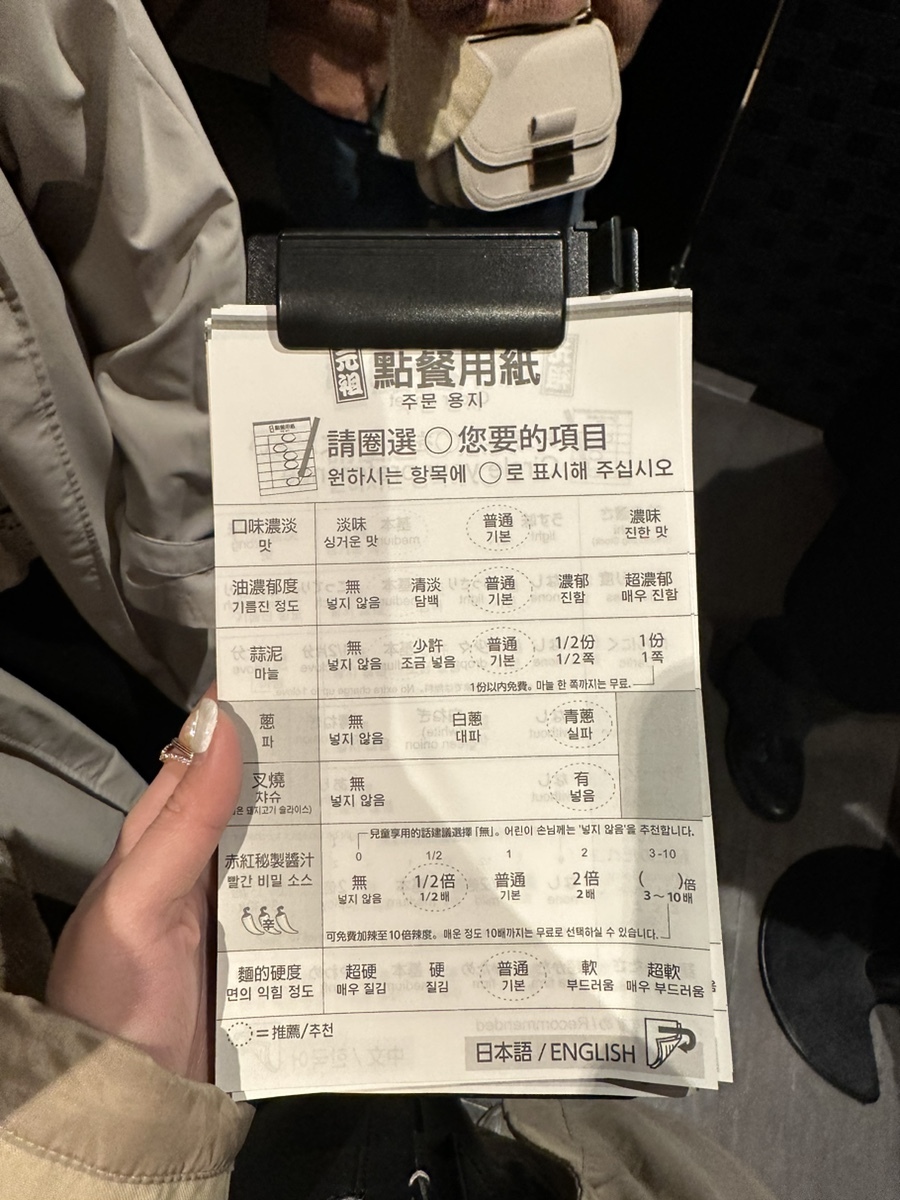 元祖 點餐用紙
주문 용지
請圈選○您要的項目
원하시는 항목에 ○로 표시해 주십시오
口味濃淡 淡味 普通 濃味
맛 싱거운 맛 기본 진한 맛
油濃郁度 無 清淡 普通 濃郁 超濃郁
기름진 정도 넣지 않음 담백 기본 진함 매우 진함
蒜泥 無 少許 普通 1/2份 1份
마늘 넣지 않음 조금 넣음 기본 1/2쪽 1쪽
1份以內免費。마늘 한 쪽까지는 무료.
蔥 無 白蔥 青蔥
파 넣지 않음 대파 실파
叉燒 無 有
챠슈 넣지 않음 넣음
돼지고기 슬라이스)
兒童享用的話建議選擇「無」。어린이 손님께는 '넣지 않음'을 추천합니다.
0 1/2 1 2 3-10
赤紅秘製醬汁 無 1/2倍 普通 2倍 ( )倍
빨간 비밀 소스 넣지 않음 1/2배 기본 2배 3～10배
辛
可免費加辣至10倍辣度。매운 정도 10배까지는 무료로 선택하실 수 있습니다.
麵的硬度 超硬 硬 普通 軟 超軟
면의 익힘 정도 매우 질김 질김 기본 부드러움 매우 부드러움
=推薦/추천
日本語 / ENGLISH